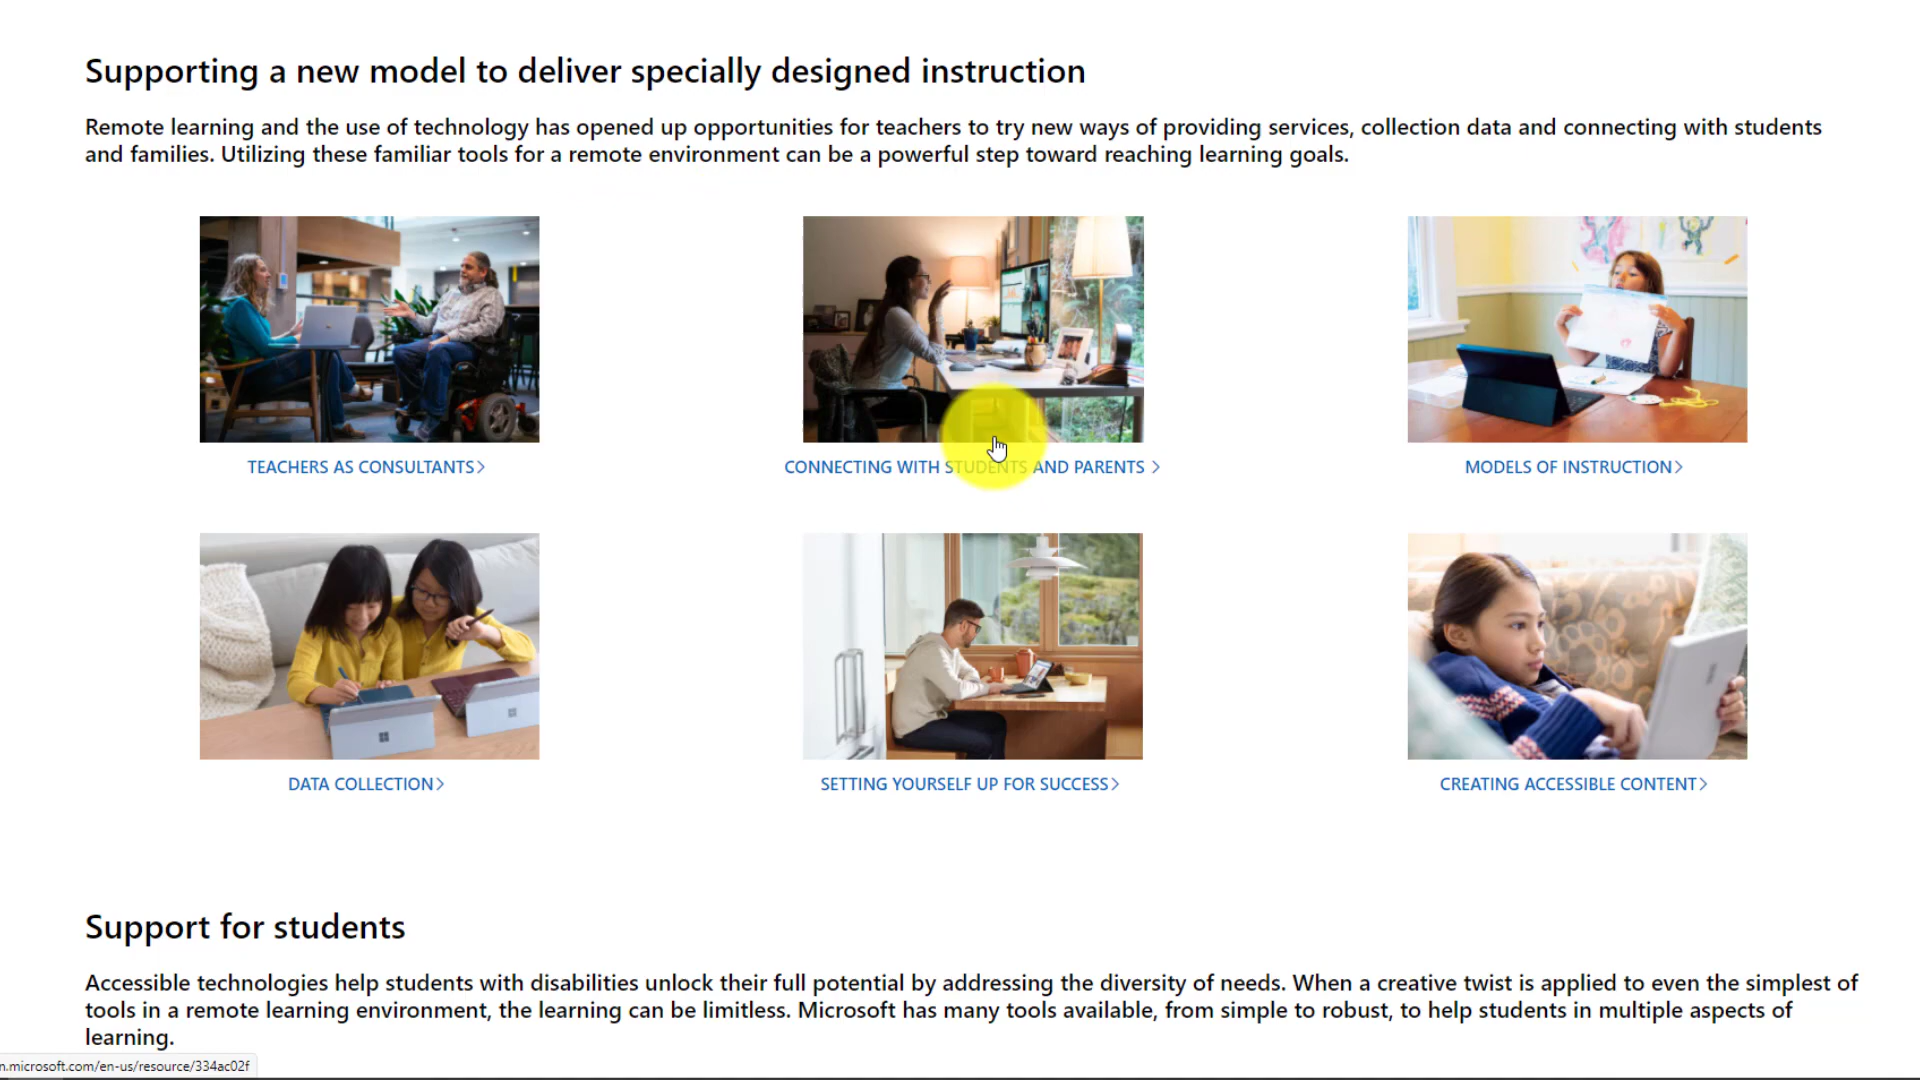 Supporting a new model to deliver specially designed instruction
Remote learning and the use of technology has opened up opportunities for teachers to try new ways of providing services, collection data and connecting with students
and families. Utilizing these familiar tools for a remote environment can be a powerful step toward reaching learning goals.
TEACHERS AS CONSULTANTS
CONNECTING WITH STUDENTS AND PARENTS
MODELS OF INSTRUCTION
DATA COLLECTION
SETTING YOURSELF UP FOR SUCCESS
CREATING ACCESSIBLE CONTENT
Support for students
Accessible technologies help students with disabilities unlock their full potential by addressing the diversity of needs. When a creative twist is applied to even the simplest of
tools in a remote learning environment, the learning can be limitless. Microsoft has many tools available, from simple to robust, to help students in multiple aspects of
learning.
n.microsoft.com/en-us/resource/334ac02f